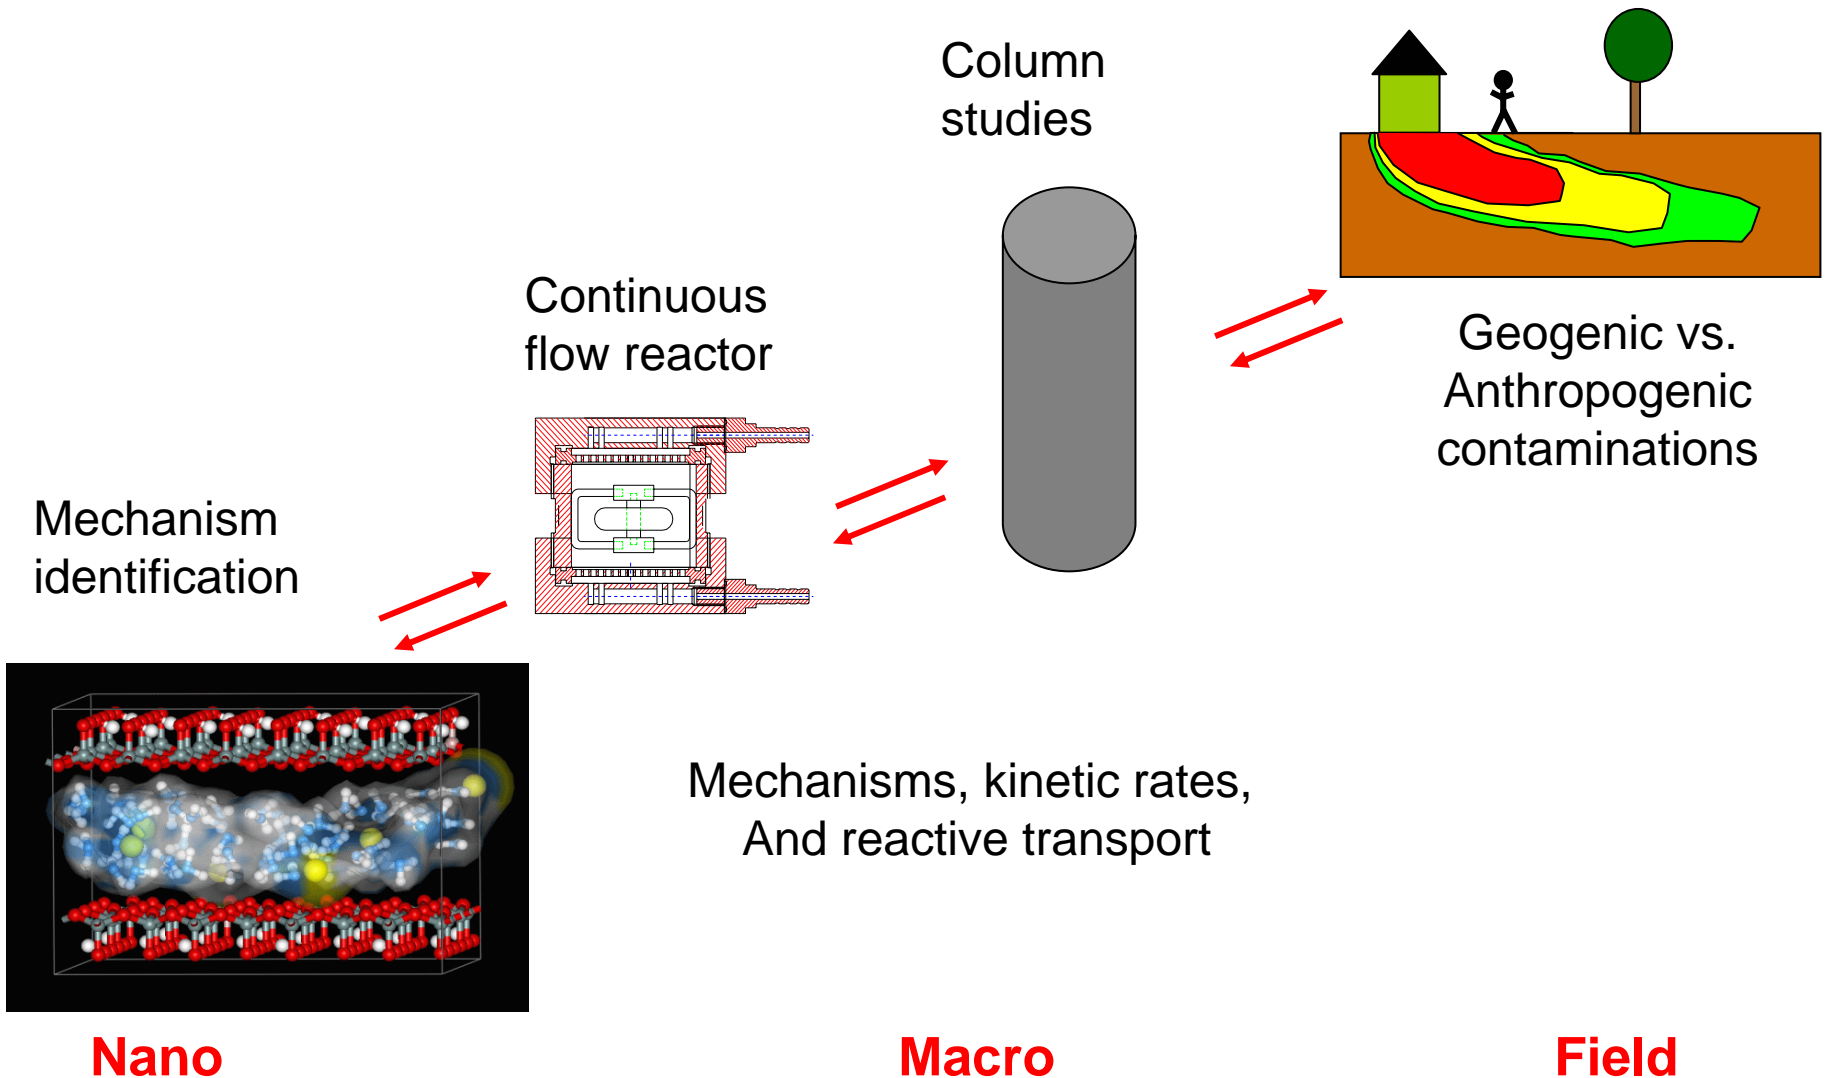 Column
studies
Continuous
flow reactor
Geogenic vs.
Anthropogenic
contaminations
Mechanism
identification
Mechanisms, kinetic rates,
And reactive transport
Nano
Macro
Field